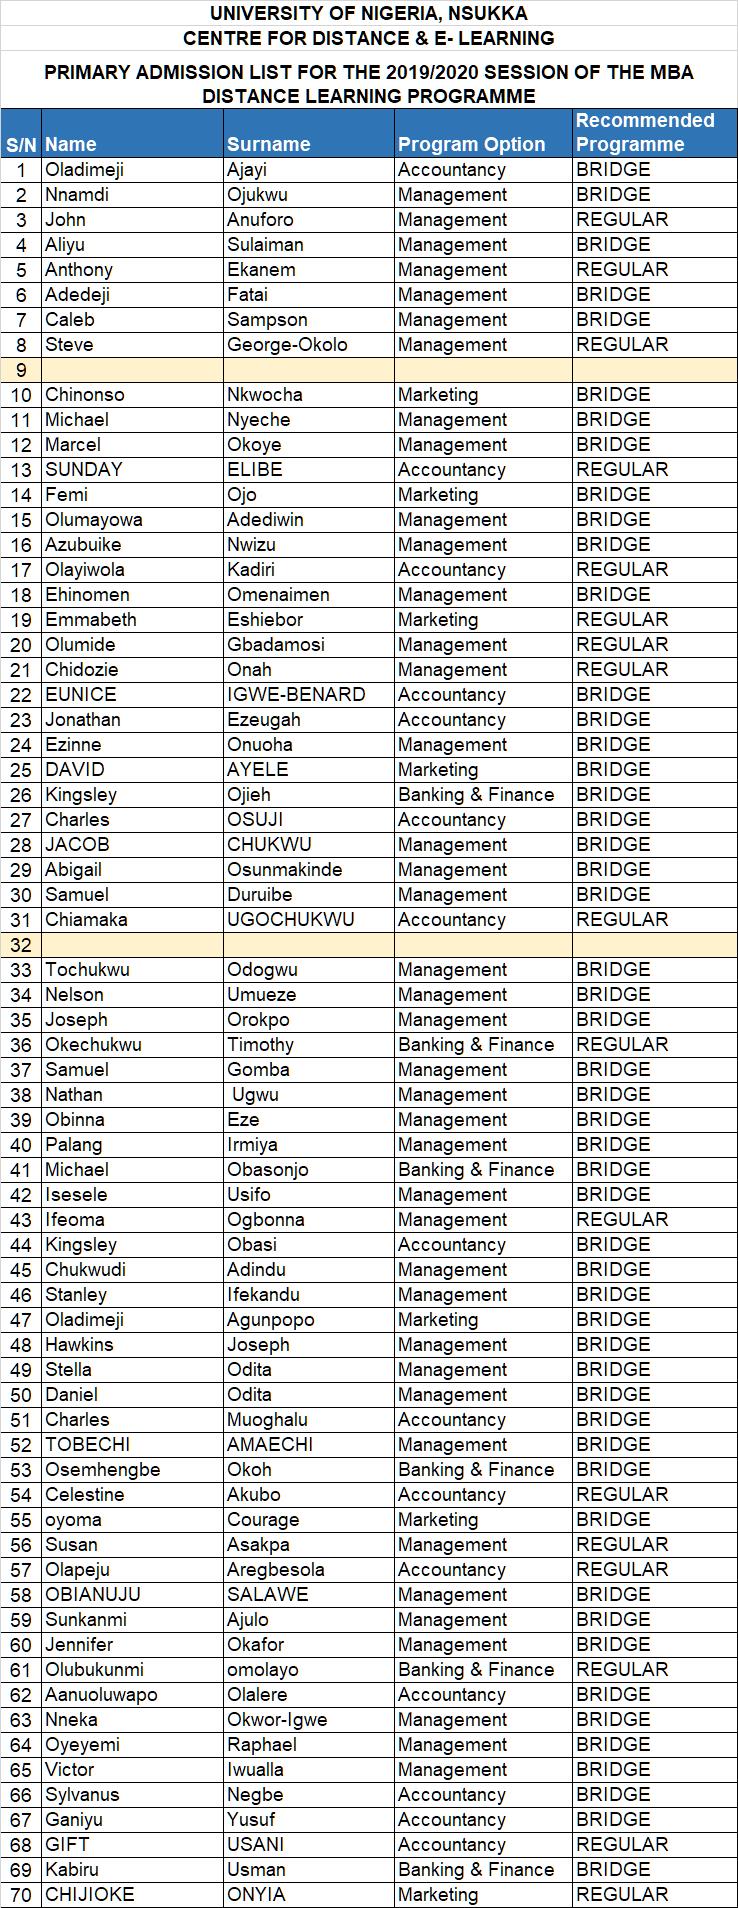 UNIVERSITY OF NIGERIA, NSUKKA
CENTRE FOR DISTANCE & E- LEARNING
PRIMARY ADMISSION LIST FOR THE 2019/2020 SESSION OF THE MBA
DISTANCE LEARNING PROGRAMME
S/N Name Surname Program Option Recommended Programme
1 Oladimeji Ajayi Accountancy BRIDGE
2 Nnamdi Ojukwu Management BRIDGE
3 John Anuforo Management REGULAR
4 Aliyu Sulaiman Management BRIDGE
5 Anthony Ekanem Management REGULAR
6 Adedeji Fatai Management BRIDGE
7 Caleb Sampson Management BRIDGE
8 Steve George-Okolo Management REGULAR
9
10 Chinonso Nkwocha Marketing BRIDGE
11 Michael Nyeche Management BRIDGE
12 Marcel Okoye Management BRIDGE
13 SUNDAY ELIBE Accountancy REGULAR
14 Femi Ojo Marketing BRIDGE
15 Olumayowa Adediwin Management BRIDGE
16 Azubuike Nwizu Management BRIDGE
17 Olayiwola Kadiri Accountancy REGULAR
18 Ehinomen Omenaimen Management BRIDGE
19 Emmabeth Eshiebor Marketing REGULAR
20 Olumide Gbadamosi Management REGULAR
21 Chidozie Onah Management REGULAR
22 EUNICE IGWE-BENARD Accountancy BRIDGE
23 Jonathan Ezeugah Accountancy BRIDGE
24 Ezinne Onuoha Management BRIDGE
25 DAVID AYELE Marketing BRIDGE
26 Kingsley Ojieh Banking & Finance BRIDGE
27 Charles OSUJI Accountancy BRIDGE
28 JACOB CHUKWU Management BRIDGE
29 Abigail Osunmakinde Management BRIDGE
30 Samuel Duruibe Management BRIDGE
31 Chiamaka UGOCHUKWU Accountancy REGULAR
32
33 Tochukwu Odogwu Management BRIDGE
34 Nelson Umueze Management BRIDGE
35 Joseph Orokpo Management BRIDGE
36 Okechukwu Timothy Banking & Finance REGULAR
37 Samuel Gomba Management BRIDGE
38 Nathan Ugwu Management BRIDGE
39 Obinna Eze Management BRIDGE
40 Palang Irmiya Management BRIDGE
41 Michael Obasonjo Banking & Finance BRIDGE
42 Isesele Usifo Management BRIDGE
43 Ifeoma Ogbonna Management REGULAR
44 Kingsley Obasi Accountancy BRIDGE
45 Chukwudi Adindu Management BRIDGE
46 Stanley Ifekandu Management BRIDGE
47 Oladimeji Agunpopo Marketing BRIDGE
48 Hawkins Joseph Management BRIDGE
49 Stella Odita Management BRIDGE
50 Daniel Odita Management BRIDGE
51 Charles Muoghalu Accountancy BRIDGE
52 TOBECHI AMAECHI Management BRIDGE
53 Osemhengbe Okoh Banking & Finance BRIDGE
54 Celestine Akubo Accountancy REGULAR
55 oyoma Courage Marketing BRIDGE
56 Susan Asakpa Management REGULAR
57 Olapeju Aregbesola Accountancy REGULAR
58 OBIANUJU SALAWE Management BRIDGE
59 Sunkanmi Ajulo Management BRIDGE
60 Jennifer Okafor Management BRIDGE
61 Olubukunmi omolayo Banking & Finance REGULAR
62 Aanuoluwapo Olalere Accountancy BRIDGE
63 Nneka Okwor-Igwe Management BRIDGE
64 Oyeyemi Raphael Management BRIDGE
65 Victor Iwualla Management BRIDGE
66 Sylvanus Negbe Accountancy BRIDGE
67 Ganiyu Yusuf Accountancy BRIDGE
68 GIFT USANI Accountancy REGULAR
69 Kabiru Usman Banking & Finance BRIDGE
70 CHIJIOKE ONYIA Marketing REGULAR